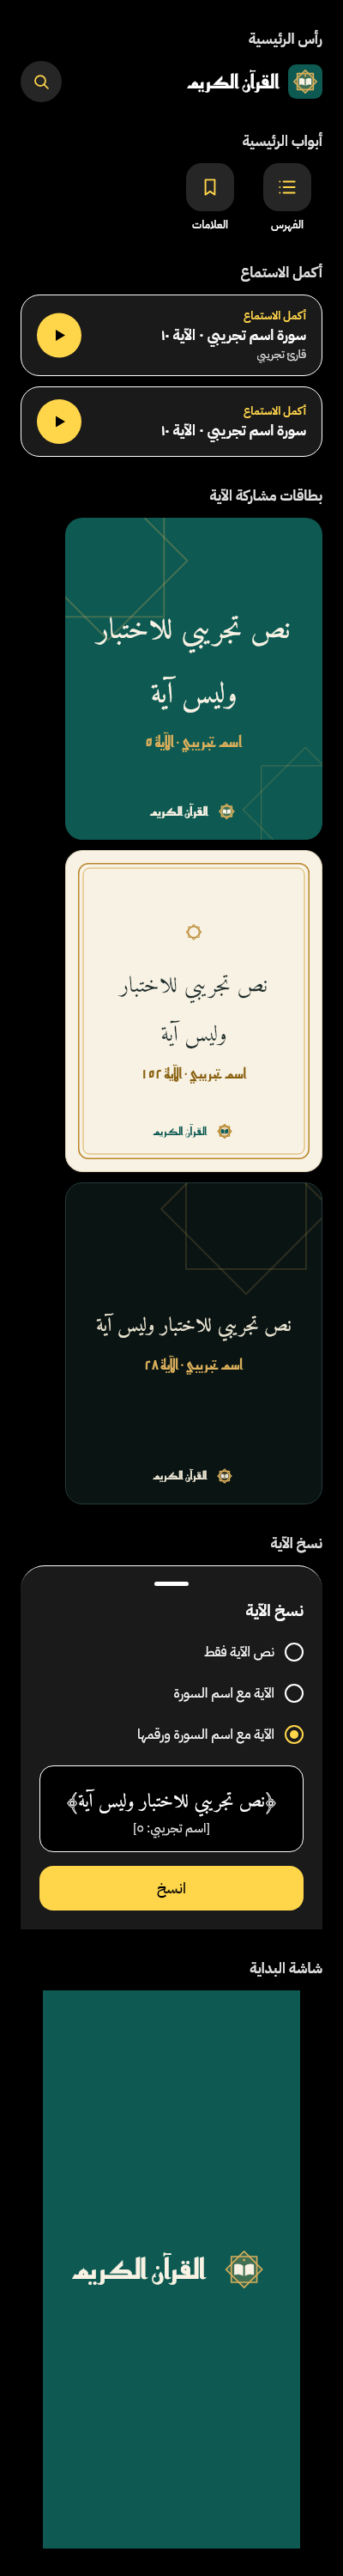 رأس الرئيسية
القرآن الكريم
أبواب الرئيسية
الفهرس
العلامات
أكمل الاستماع
أكمل الاستماع
سورة اسم تجريبي · الآية ١٠
قارئ تجريبي
أكمل الاستماع
سورة اسم تجريبي · الآية ١٠
بطاقات مشاركة الآية
نص تجريبي للاختبار
وليس آية
اسم تجريبي · الآية ٥
القرآن الكريم
نص تجريبي للاختبار
وليس آية
اسم تجريبي · الآية ١٥٢
القرآن الكريم
نص تجريبي للاختبار وليس آية
اسم تجريبي · الآية ٢٨
القرآن الكريم
نسخ الآية
نسخ الآية
نص الآية فقط
الآية مع اسم السورة
الآية مع اسم السورة ورقمها
﴿نص تجريبي للاختبار وليس آية﴾
[اسم تجريبي: ٥]
انسخ
شاشة البداية
القرآن الكريم